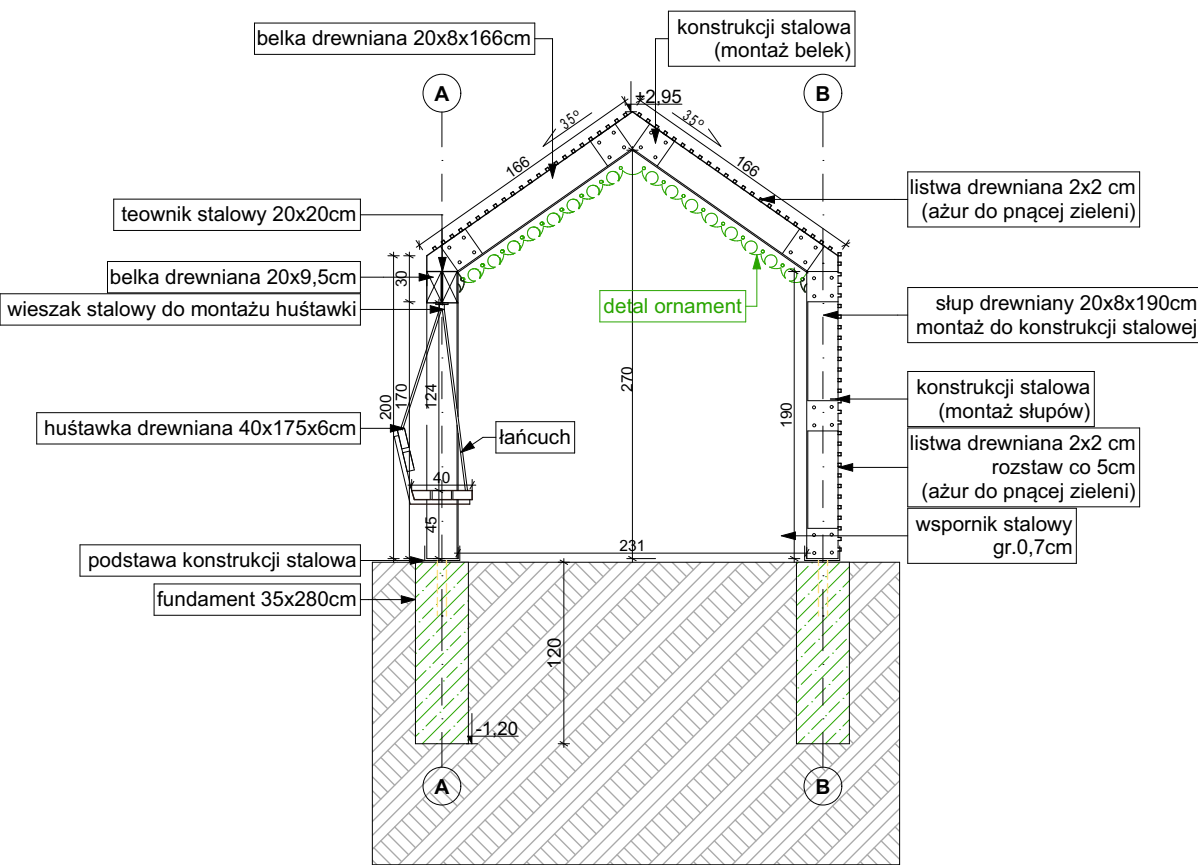 belka drewniana 20x8x166cm
konstrukcji stalowa
(montaż belek)
A
B
+2,95
35°
35°
166
166
teownik stalowy 20x20cm
listwa drewniana 2x2 cm
(ażur do pnącej zieleni)
belka drewniana 20x9,5cm
30
wieszak stalowy do montażu huśtawki
detal ornament
słup drewniany 20x8x190cm
montaż do konstrukcji stalowej
200
170
124
270
190
konstrukcji stalowa
(montaż słupów)
huśtawka drewniana 40x175x6cm
łańcuch
listwa drewniana 2x2 cm
rozstaw co 5cm
(ażur do pnącej zieleni)
40
45
wspornik stalowy
gr.0,7cm
231
podstawa konstrukcji stalowa
fundament 35x280cm
120
-1,20
A
B